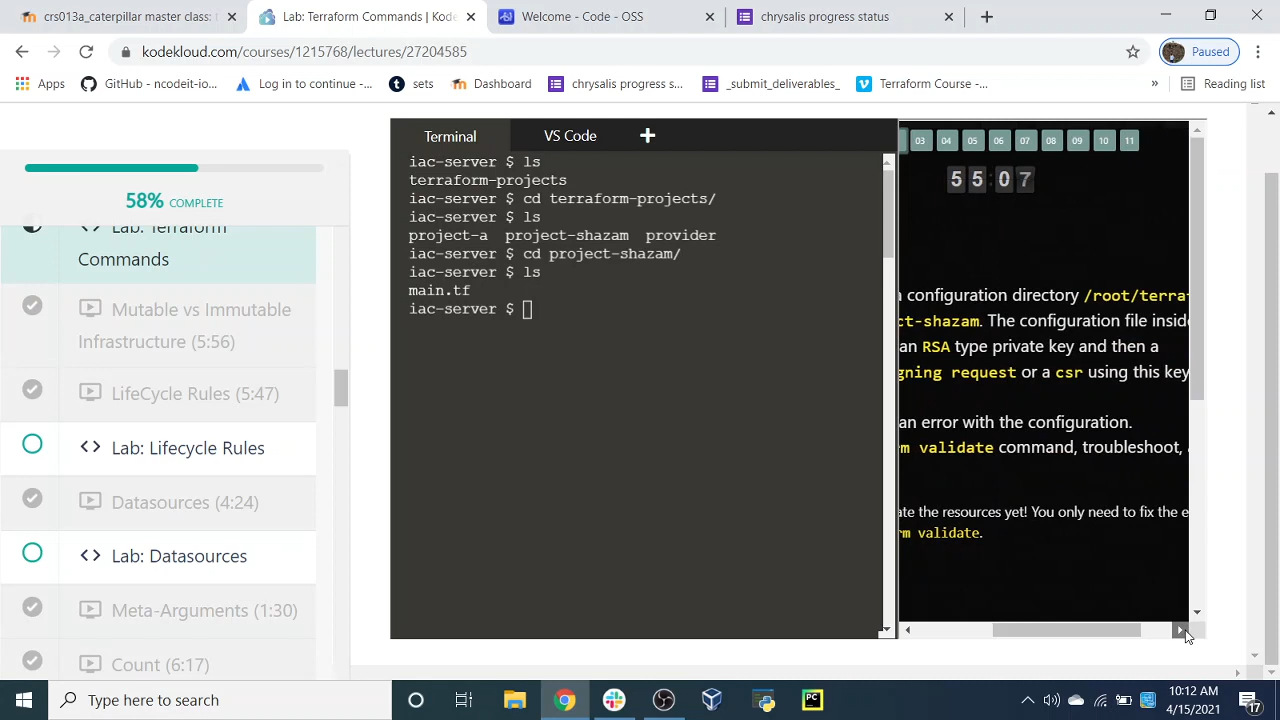 ets013a_caterpillar master class: t
Lab: Terraform Commands | Kode
Welcome - Code - OSS
chrysalis progress status
kodekloud.com/courses/1215768/lectures/27204585
Paused
Apps
GitHub - npcodeit-io...
Log in to continue -...
sets
Dashboard
chrysalis progress s...
_submit_deliverables_
Terraform Course -...
»
Reading list
58% COMPLETE
Lab: Terraform
Commands
Mutable vs Immutable
Infrastructure (5:56)
LifeCycle Rules (5:47)
Lab: Lifecycle Rules
Datasources (4:24)
Lab: Datasources
Meta-Arguments (1:30)
Count (6:17)
Terminal
VS Code
iac-server $ ls
terraform-projects
iac-server $ cd terraform-projects/
iac-server $ ls
project-a project-shazam provider
iac-server $ cd project-shazam/
iac-server $ ls
main.tf
iac-server $
03 04 05 06 07 08 09 10 11
55:07
a configuration directory /root/terra
ct-shazam. The configuration file inside
an RSA type private key and then a
gning request or a csr using this key
an error with the configuration.
rm validate command, troubleshoot,
ate the resources yet! You only need to fix the e
rm validate.
Type here to search
PC
10:12 AM
4/15/2021
17